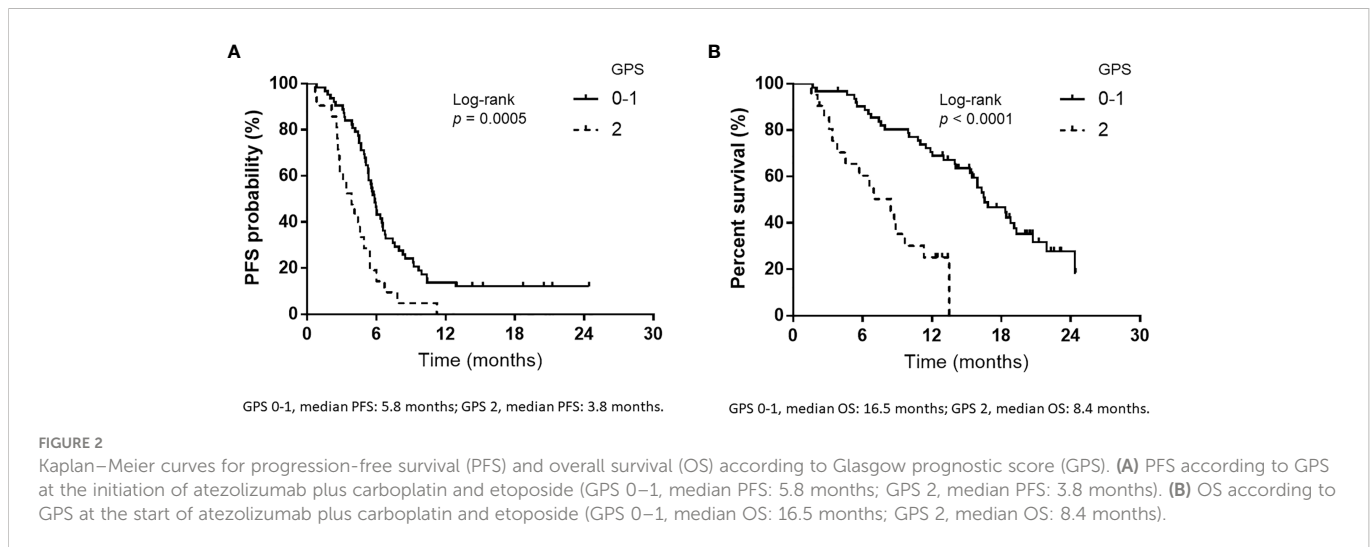 A
GPS
Log-rank
p = 0.0005
0-1
2
PFS probability (%)
100
80
60
40
20
0
0 6 12 18 24 30
Time (months)
GPS 0-1, median PFS: 5.8 months; GPS 2, median PFS: 3.8 months.
B
GPS
Log-rank
p < 0.0001
0-1
2
Percent survival (%)
100
80
60
40
20
0
0 6 12 18 24 30
Time (months)
GPS 0-1, median OS: 16.5 months; GPS 2, median OS: 8.4 months.
FIGURE 2
Kaplan–Meier curves for progression-free survival (PFS) and overall survival (OS) according to Glasgow prognostic score (GPS). (A) PFS according to GPS
at the initiation of atezolizumab plus carboplatin and etoposide (GPS 0–1, median PFS: 5.8 months; GPS 2, median PFS: 3.8 months). (B) OS according to
GPS at the start of atezolizumab plus carboplatin and etoposide (GPS 0–1, median OS: 16.5 months; GPS 2, median OS: 8.4 months).